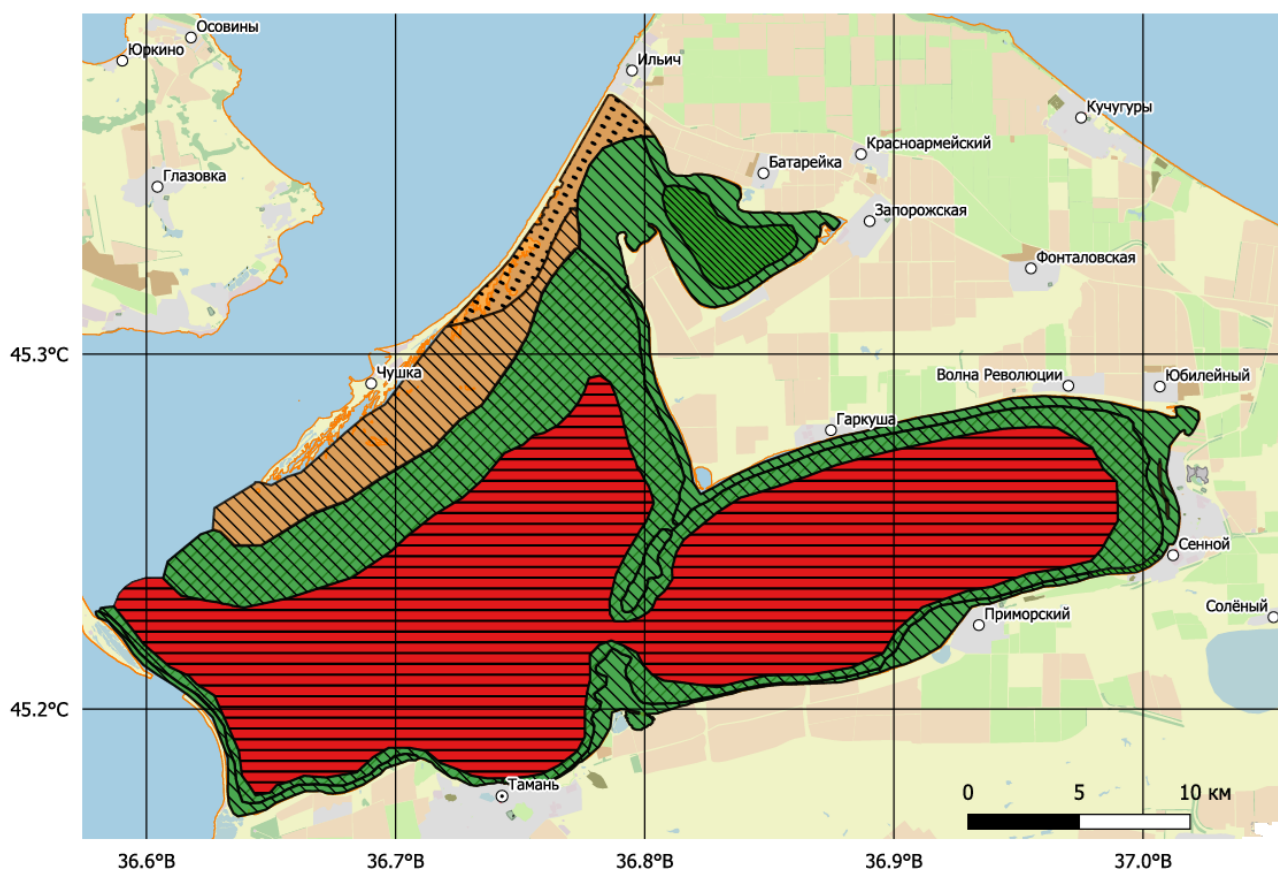 Осовины
Юркино
Ильич
Кучугуры
Красноармейский
Батарейка
Глазовка
Запорожская
Фонталовская
45.3°С
Чушка
Волна Революции
Юбилейный
Гаркуша
Сенной
Солёный
Приморский
45.2°С
Тамань
0 5 10 км
36.6°В 36.7°В 36.8°В 36.9°В 37.0°В